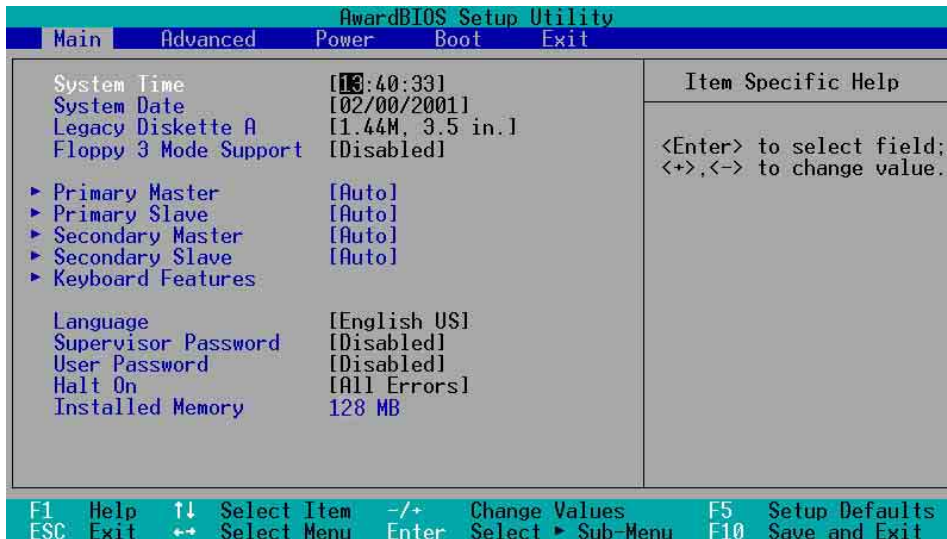 AwardBIOS Setup Utility
Main Advanced Power Boot Exit
System Time [13:40:33]
System Date [02/00/2001]
Legacy Diskette A [1.44M, 3.5 in.]
Floppy 3 Mode Support [Disabled]
Item Specific Help
<Enter> to select field;
<+>,<-> to change value.
► Primary Master [Auto]
► Primary Slave [Auto]
► Secondary Master [Auto]
► Secondary Slave [Auto]
► Keyboard Features
Language [English US]
Supervisor Password [Disabled]
User Password [Disabled]
Halt On [All Errors]
Installed Memory 128 MB
F1 Help ↑↓ Select Item -/+ Change Values F5 Setup Defaults
ESC Exit ←→ Select Menu Enter Select ► Sub-Menu F10 Save and Exit